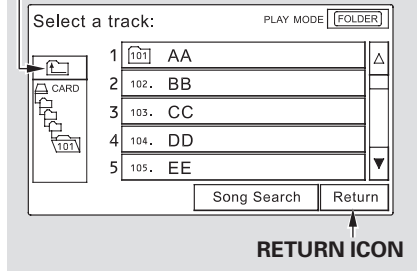 Select a track: PLAY MODE FOLDER
1 101 AA
CARD
2 102. BB
3 103. CC
101
4 104. DD
5 105. EE
Song Search Return
RETURN ICON